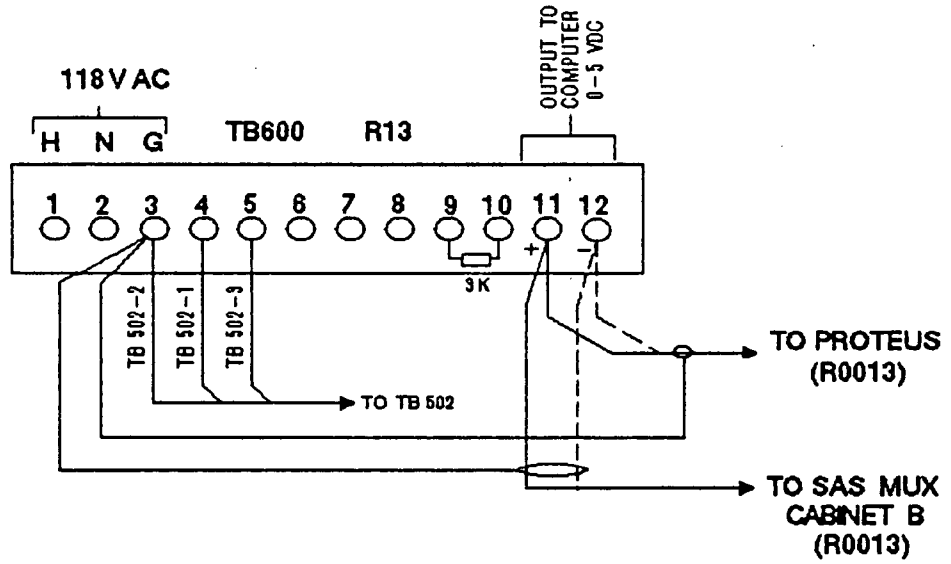 118 V AC
H N G
TB600
R13
OUTPUT TO
COMPUTER
0-5 VDC
1 2 3 4 5 6 7 8 9 10 11 12
+ -
3K
TB 502-2
TB 502-1
TB 502-3
TO TB 502
TO PROTEUS
(R0013)
TO SAS MUX
CABINET B
(R0013)